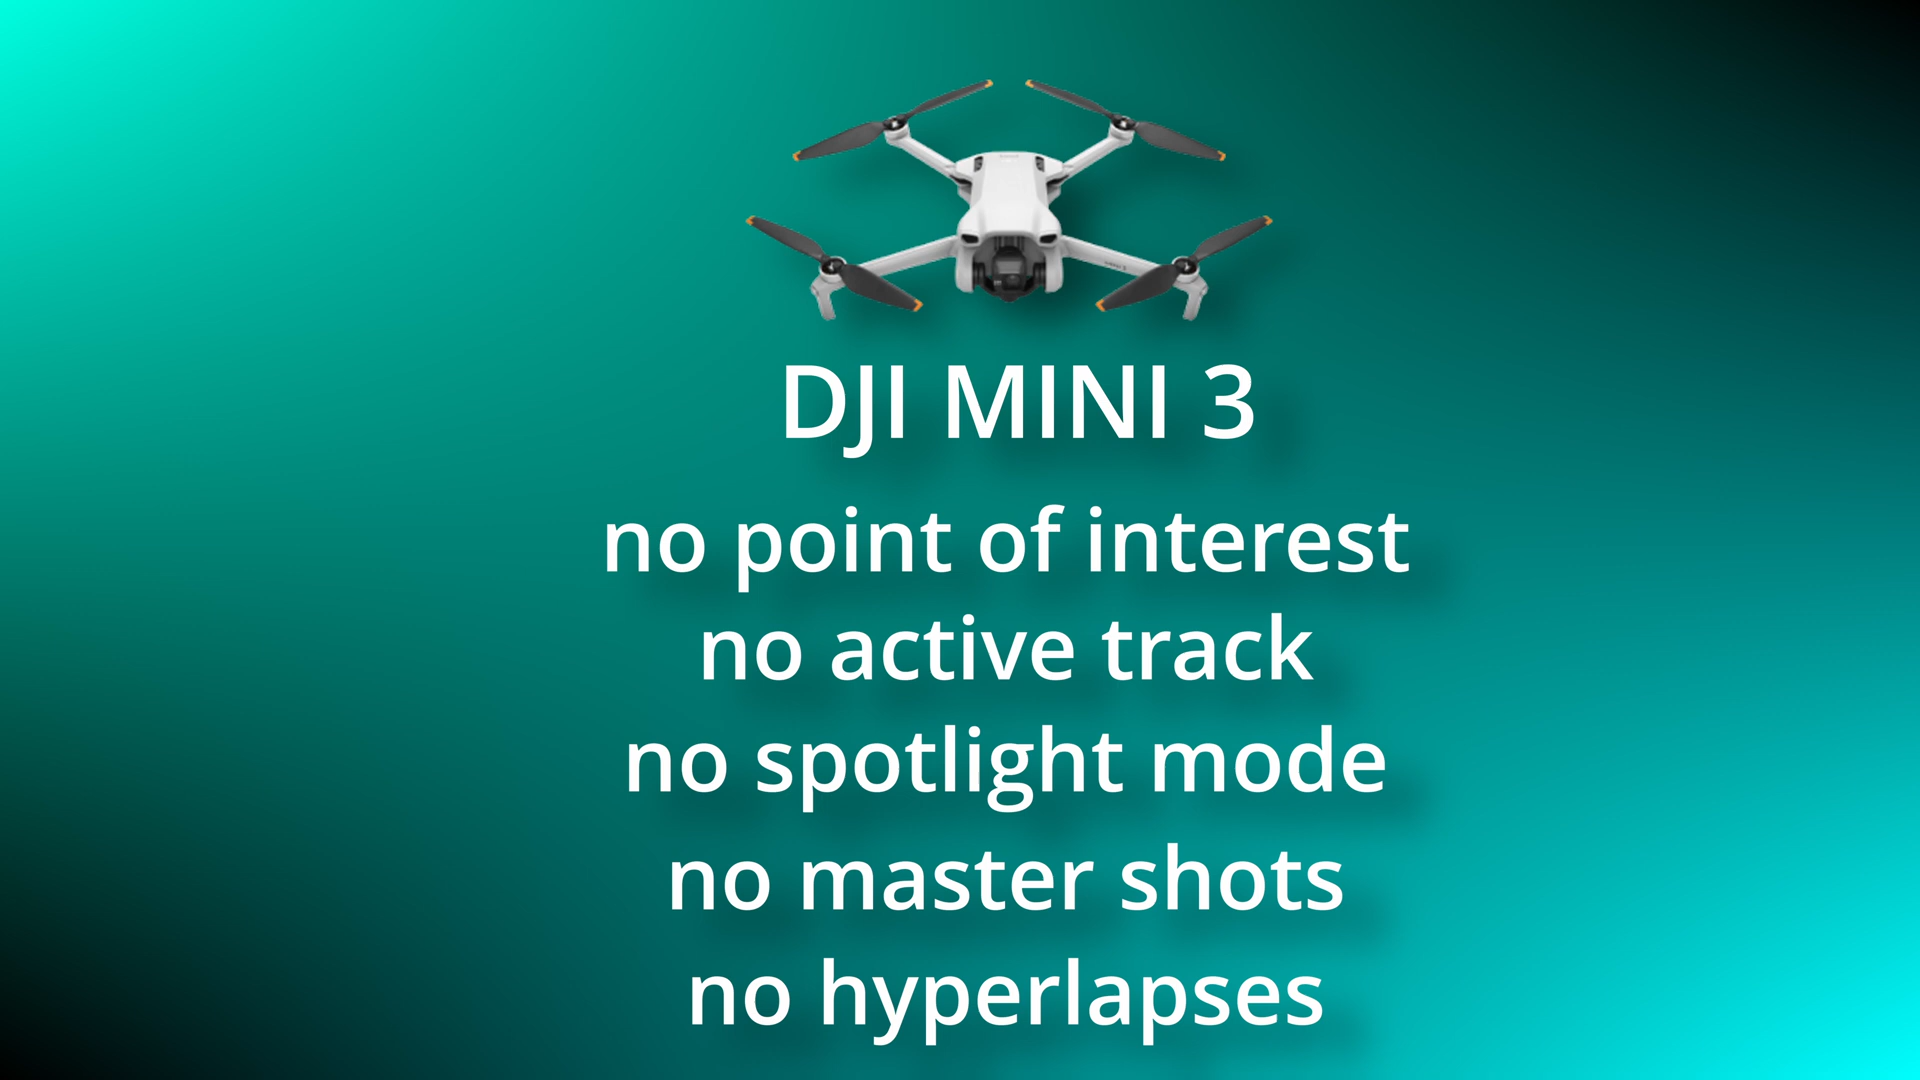 DJI MINI 3
no point of interest
no active track
no spotlight mode
no master shots
no hyperlapses